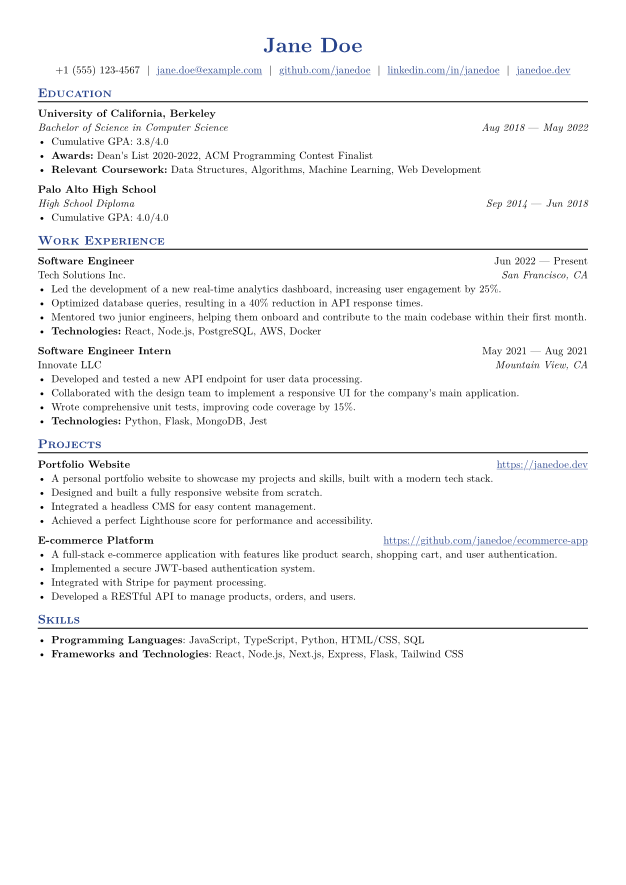 Jane Doe
+1 (555) 123-4567 | jane.doe@example.com | github.com/janedoe | linkedin.com/in/janedoe | janedoe.dev
Education
University of California, Berkeley
Bachelor of Science in Computer Science Aug 2018 — May 2022
• Cumulative GPA: 3.8/4.0
• Awards: Dean's List 2020-2022, ACM Programming Contest Finalist
• Relevant Coursework: Data Structures, Algorithms, Machine Learning, Web Development
Palo Alto High School
High School Diploma Sep 2014 — Jun 2018
• Cumulative GPA: 4.0/4.0
Work Experience
Software Engineer Jun 2022 — Present
Tech Solutions Inc. San Francisco, CA
• Led the development of a new real-time analytics dashboard, increasing user engagement by 25%.
• Optimized database queries, resulting in a 40% reduction in API response times.
• Mentored two junior engineers, helping them onboard and contribute to the main codebase within their first month.
• Technologies: React, Node.js, PostgreSQL, AWS, Docker
Software Engineer Intern May 2021 — Aug 2021
Innovate LLC Mountain View, CA
• Developed and tested a new API endpoint for user data processing.
• Collaborated with the design team to implement a responsive UI for the company's main application.
• Wrote comprehensive unit tests, improving code coverage by 15%.
• Technologies: Python, Flask, MongoDB, Jest
Projects
Portfolio Website https://janedoe.dev
• A personal portfolio website to showcase my projects and skills, built with a modern tech stack.
• Designed and built a fully responsive website from scratch.
• Integrated a headless CMS for easy content management.
• Achieved a perfect Lighthouse score for performance and accessibility.
E-commerce Platform https://github.com/janedoe/ecommerce-app
• A full-stack e-commerce application with features like product search, shopping cart, and user authentication.
• Implemented a secure JWT-based authentication system.
• Integrated with Stripe for payment processing.
• Developed a RESTful API to manage products, orders, and users.
Skills
• Programming Languages: JavaScript, TypeScript, Python, HTML/CSS, SQL
• Frameworks and Technologies: React, Node.js, Next.js, Express, Flask, Tailwind CSS